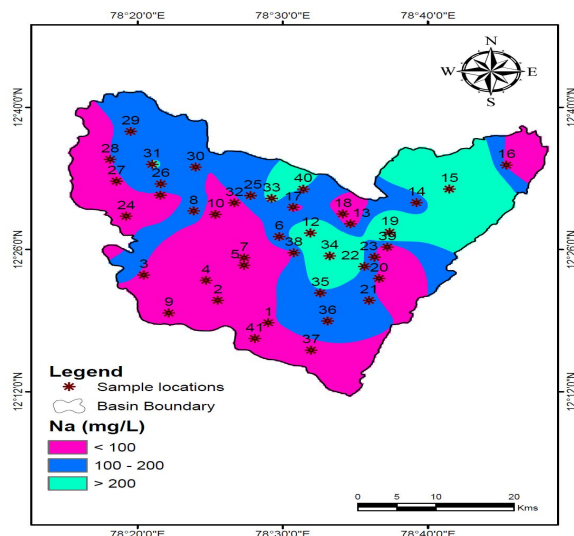 78°20'0"E 78°30'0"E 78°40'0"E
N
W E
S
12°40'0"N 12°40'0"N
29
28
31
30
16
27
26
40
25
33
15
32
17
14
24
8
10
18
13
12
19
6
39
38
7
34
23
5
22
3
4
20
35
2
21
9
1
36
41
37
12°26'0"N 12°26'0"N
12°12'0"N 12°12'0"N
Legend
Sample locations
Basin Boundary
Na (mg/L)
< 100
100 - 200
> 200
0 5 10 20
Kms
78°20'0"E 78°30'0"E 78°40'0"E